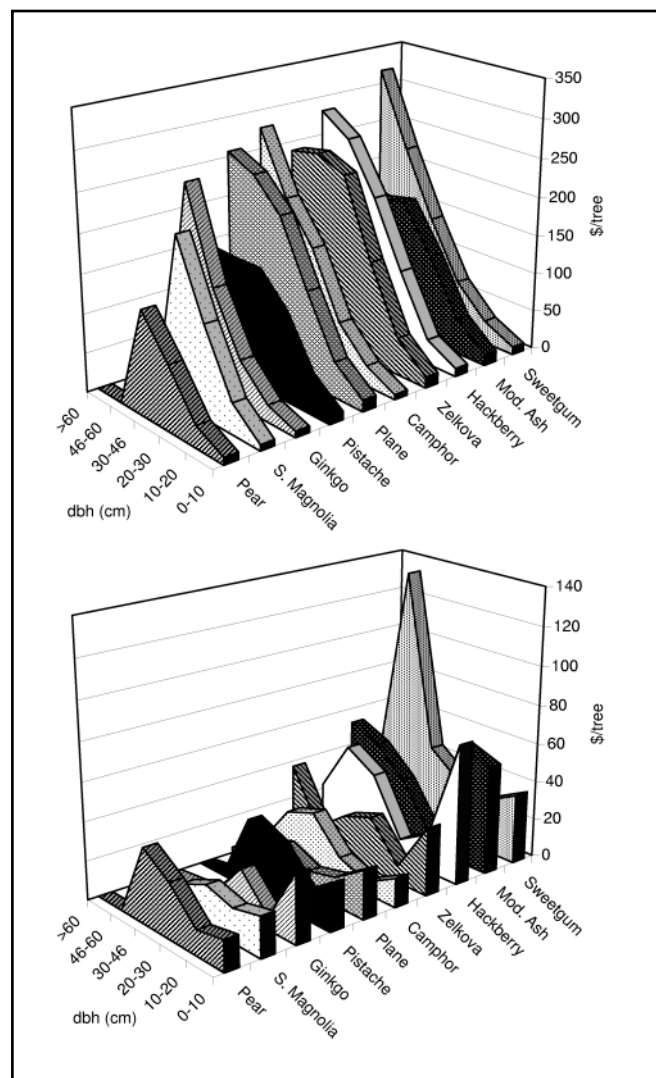 350
300
250
200
150
100
50
0
$/tree
>60
46-60
30-46
20-30
10-20
0-10
dbh (cm)
Pear
S. Magnolia
Ginkgo
Pistache
Plane
Camphor
Zelkova
Hackberry
Mod. Ash
Sweetgum
140
120
100
80
60
40
20
0
$/tree
>60
46-60
30-46
20-30
10-20
0-10
dbh (cm)
Pear
S. Magnolia
Ginkgo
Pistache
Plane
Camphor
Zelkova
Hackberry
Mod. Ash
Sweetgum